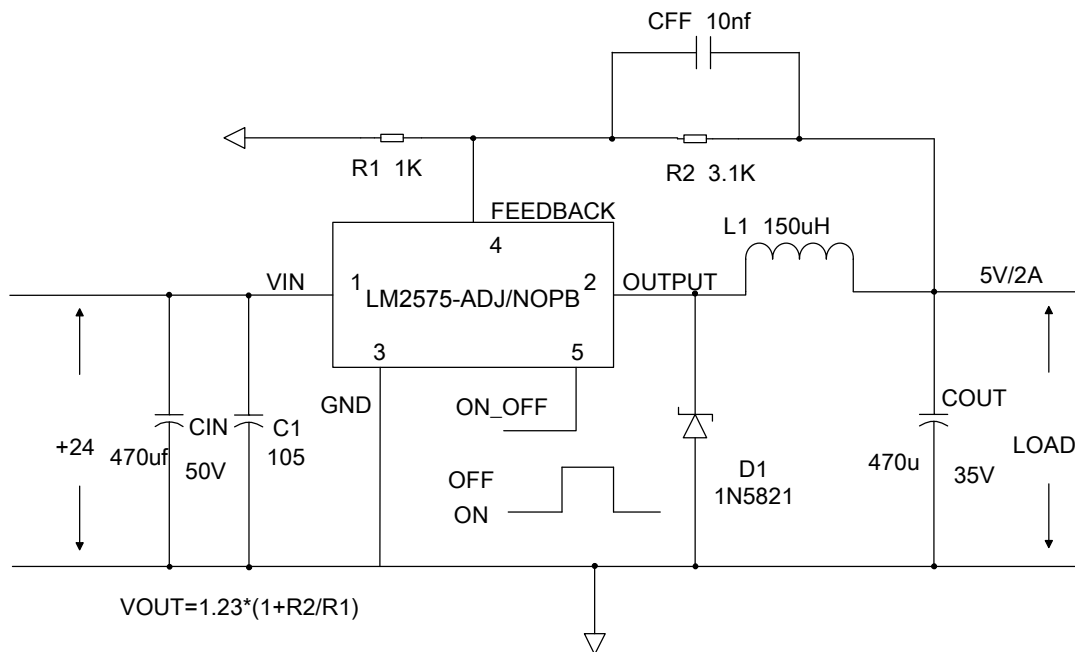 CFF 10nf
R1 1K
R2 3.1K
FEEDBACK
4
L1 150uH
VIN
1
LM2575-ADJ/NOPB
2
OUTPUT
5V/2A
3
5
GND
ON_OFF
CIN
C1
COUT
+24
470uf
50V
105
D1
1N5821
470u
35V
LOAD
OFF
ON
VOUT=1.23*(1+R2/R1)